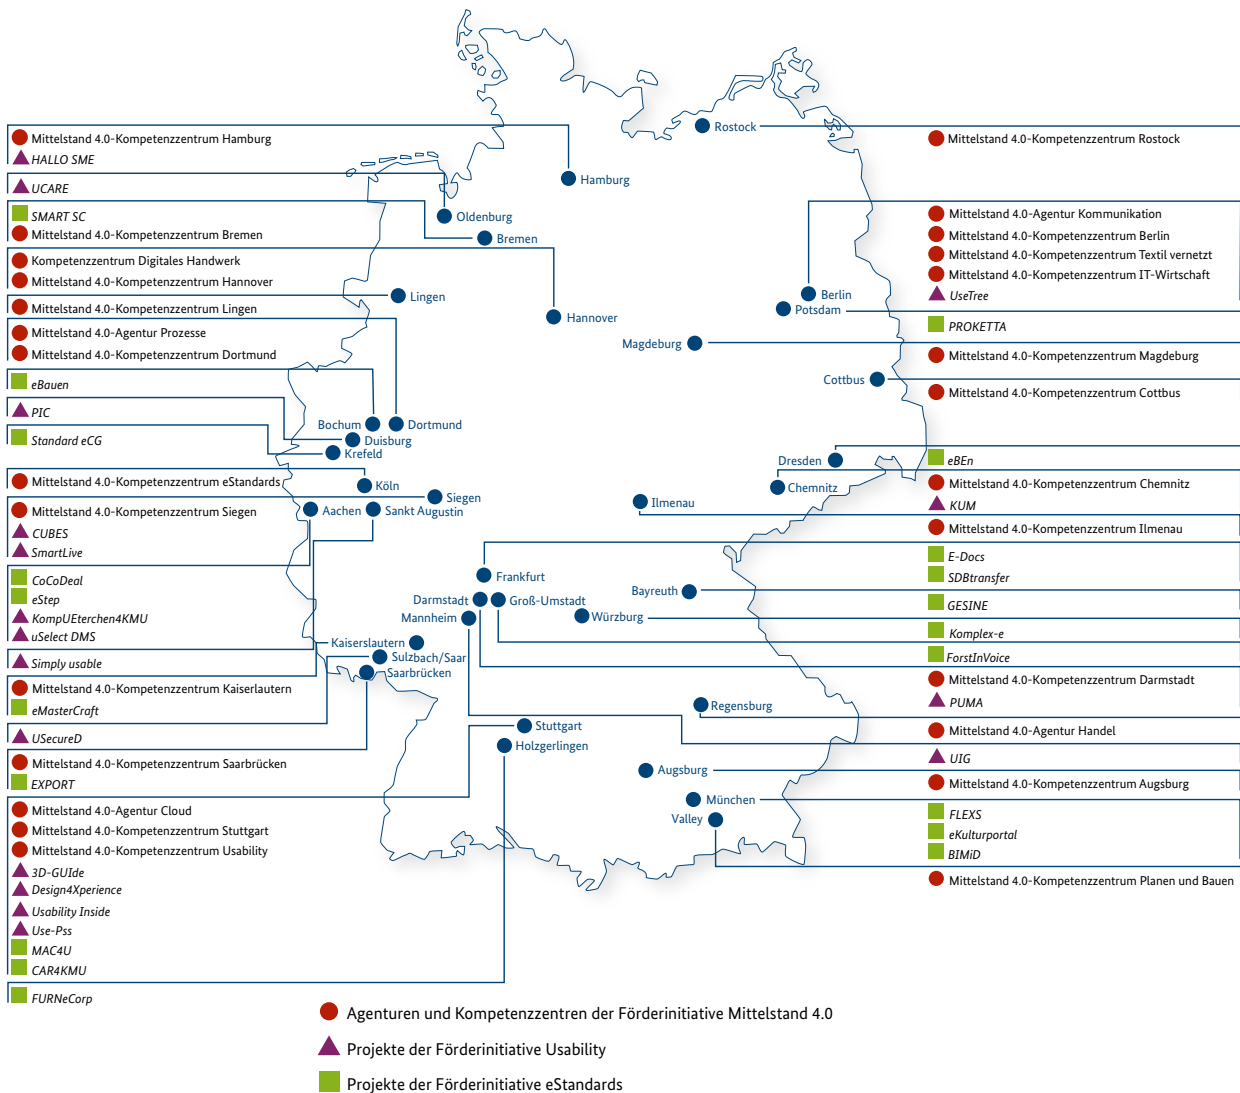 Mittelstand 4.0-Kompetenzzentrum Hamburg
HALLO SME
UCARE
SMART SC
Mittelstand 4.0-Kompetenzzentrum Bremen
Kompetenzzentrum Digitales Handwerk
Mittelstand 4.0-Kompetenzzentrum Hannover
Mittelstand 4.0-Kompetenzzentrum Lingen
Mittelstand 4.0-Agentur Prozesse
Mittelstand 4.0-Kompetenzzentrum Dortmund
eBauen
PIC
Standard eCG
Mittelstand 4.0-Kompetenzzentrum eStandards
Mittelstand 4.0-Kompetenzzentrum Siegen
CUBES
SmartLive
CoCoDeal
eStep
KompUEterchen4KMU
uSelect DMS
Simply usable
Mittelstand 4.0-Kompetenzzentrum Kaiserlautern
eMasterCraft
USecureD
Mittelstand 4.0-Kompetenzzentrum Saarbrücken
EXPORT
Mittelstand 4.0-Agentur Cloud
Mittelstand 4.0-Kompetenzzentrum Stuttgart
Mittelstand 4.0-Kompetenzzentrum Usability
3D-GUIde
Design4Xperience
Usability Inside
Use-Pss
MAC4U
CAR4KMU
FURNeCorp
Rostock
Hamburg
Oldenburg
Bremen
Lingen
Hannover
Berlin
Potsdam
Magdeburg
Cottbus
Bochum
Dortmund
Duisburg
Krefeld
Dresden
Chemnitz
Köln
Siegen
Ilmenau
Aachen
Sankt Augustin
Frankfurt
Bayreuth
Darmstadt
Groß-Umstadt
Mannheim
Würzburg
Kaiserslautern
Sulzbach/Saar
Saarbrücken
Regensburg
Stuttgart
Holzgerlingen
Augsburg
München
Valley
Mittelstand 4.0-Kompetenzzentrum Rostock
Mittelstand 4.0-Agentur Kommunikation
Mittelstand 4.0-Kompetenzzentrum Berlin
Mittelstand 4.0-Kompetenzzentrum Textil vernetzt
Mittelstand 4.0-Kompetenzzentrum IT-Wirtschaft
UseTree
PROKETTA
Mittelstand 4.0-Kompetenzzentrum Magdeburg
Mittelstand 4.0-Kompetenzzentrum Cottbus
eBEn
Mittelstand 4.0-Kompetenzzentrum Chemnitz
KUM
Mittelstand 4.0-Kompetenzzentrum Ilmenau
E-Docs
SDBtransfer
GESINE
Komplex-e
ForstInVoice
Mittelstand 4.0-Kompetenzzentrum Darmstadt
PUMA
Mittelstand 4.0-Agentur Handel
UIG
Mittelstand 4.0-Kompetenzzentrum Augsburg
FLEXS
eKulturportal
BIMiD
Mittelstand 4.0-Kompetenzzentrum Planen und Bauen
Agenturen und Kompetenzzentren der Förderinitiative Mittelstand 4.0
Projekte der Förderinitiative Usability
Projekte der Förderinitiative eStandards